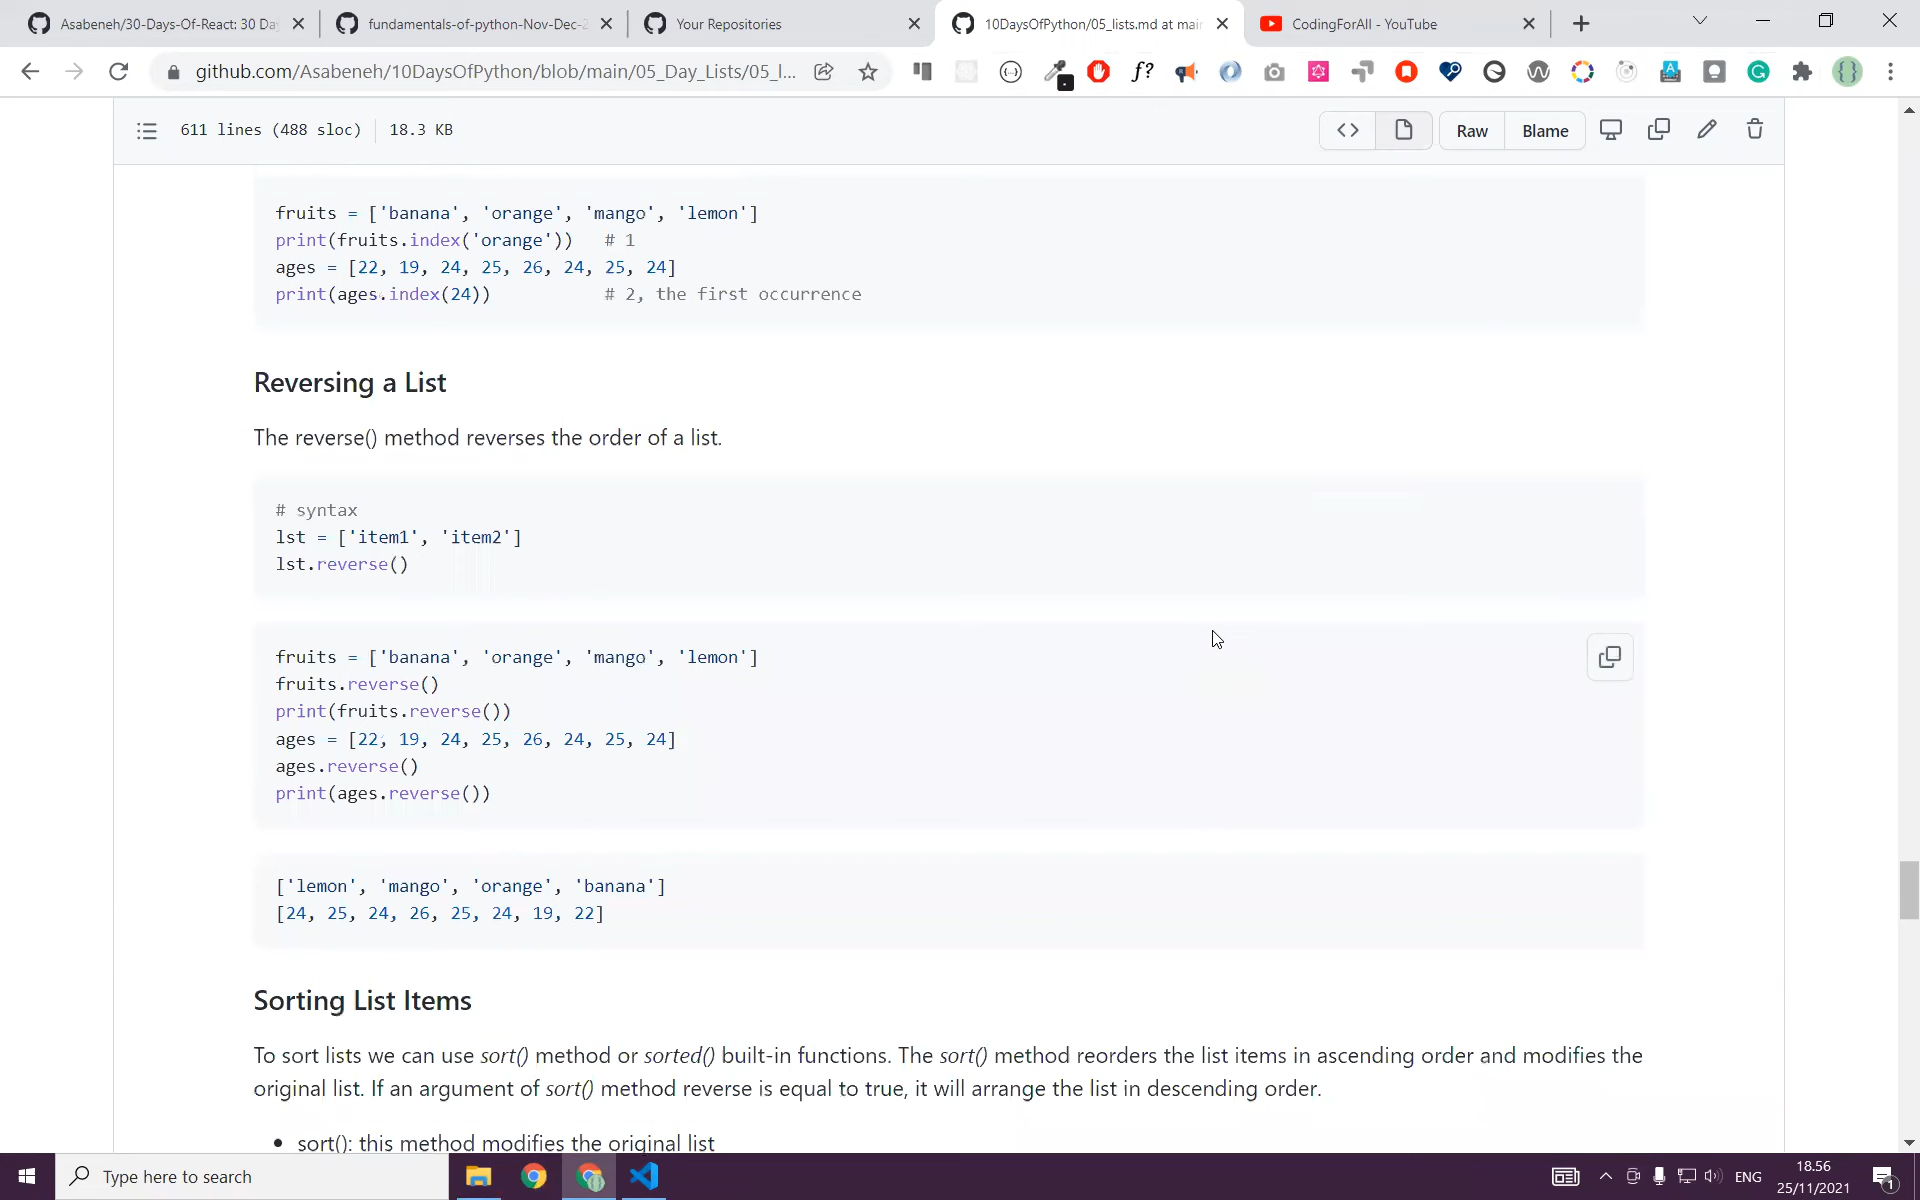 Asabeneh/30-Days-Of-React: 30 Da
fundamentals-of-python-Nov-Dec-2
Your Repositories
10DaysOfPython/05_lists.md at mai
CodingForAll - YouTube
github.com/Asabeneh/10DaysOfPython/blob/main/05_Day_Lists/05_l...
611 lines (488 sloc)
18.3 KB
Raw
Blame
fruits = ['banana', 'orange', 'mango', 'lemon']
print(fruits.index('orange')) # 1
ages = [22, 19, 24, 25, 26, 24, 25, 24]
print(ages.index(24)) # 2, the first occurrence
Reversing a List
The reverse() method reverses the order of a list.
# syntax
lst = ['item1', 'item2']
lst.reverse()
fruits = ['banana', 'orange', 'mango', 'lemon']
fruits.reverse()
print(fruits.reverse())
ages = [22, 19, 24, 25, 26, 24, 25, 24]
ages.reverse()
print(ages.reverse())
['lemon', 'mango', 'orange', 'banana']
[24, 25, 24, 26, 25, 24, 19, 22]
Sorting List Items
To sort lists we can use sort() method or sorted() built-in functions. The sort() method reorders the list items in ascending order and modifies the
original list. If an argument of sort() method reverse is equal to true, it will arrange the list in descending order.
• sort(): this method modifies the original list
Type here to search
ENG
18.56
25/11/2021
1